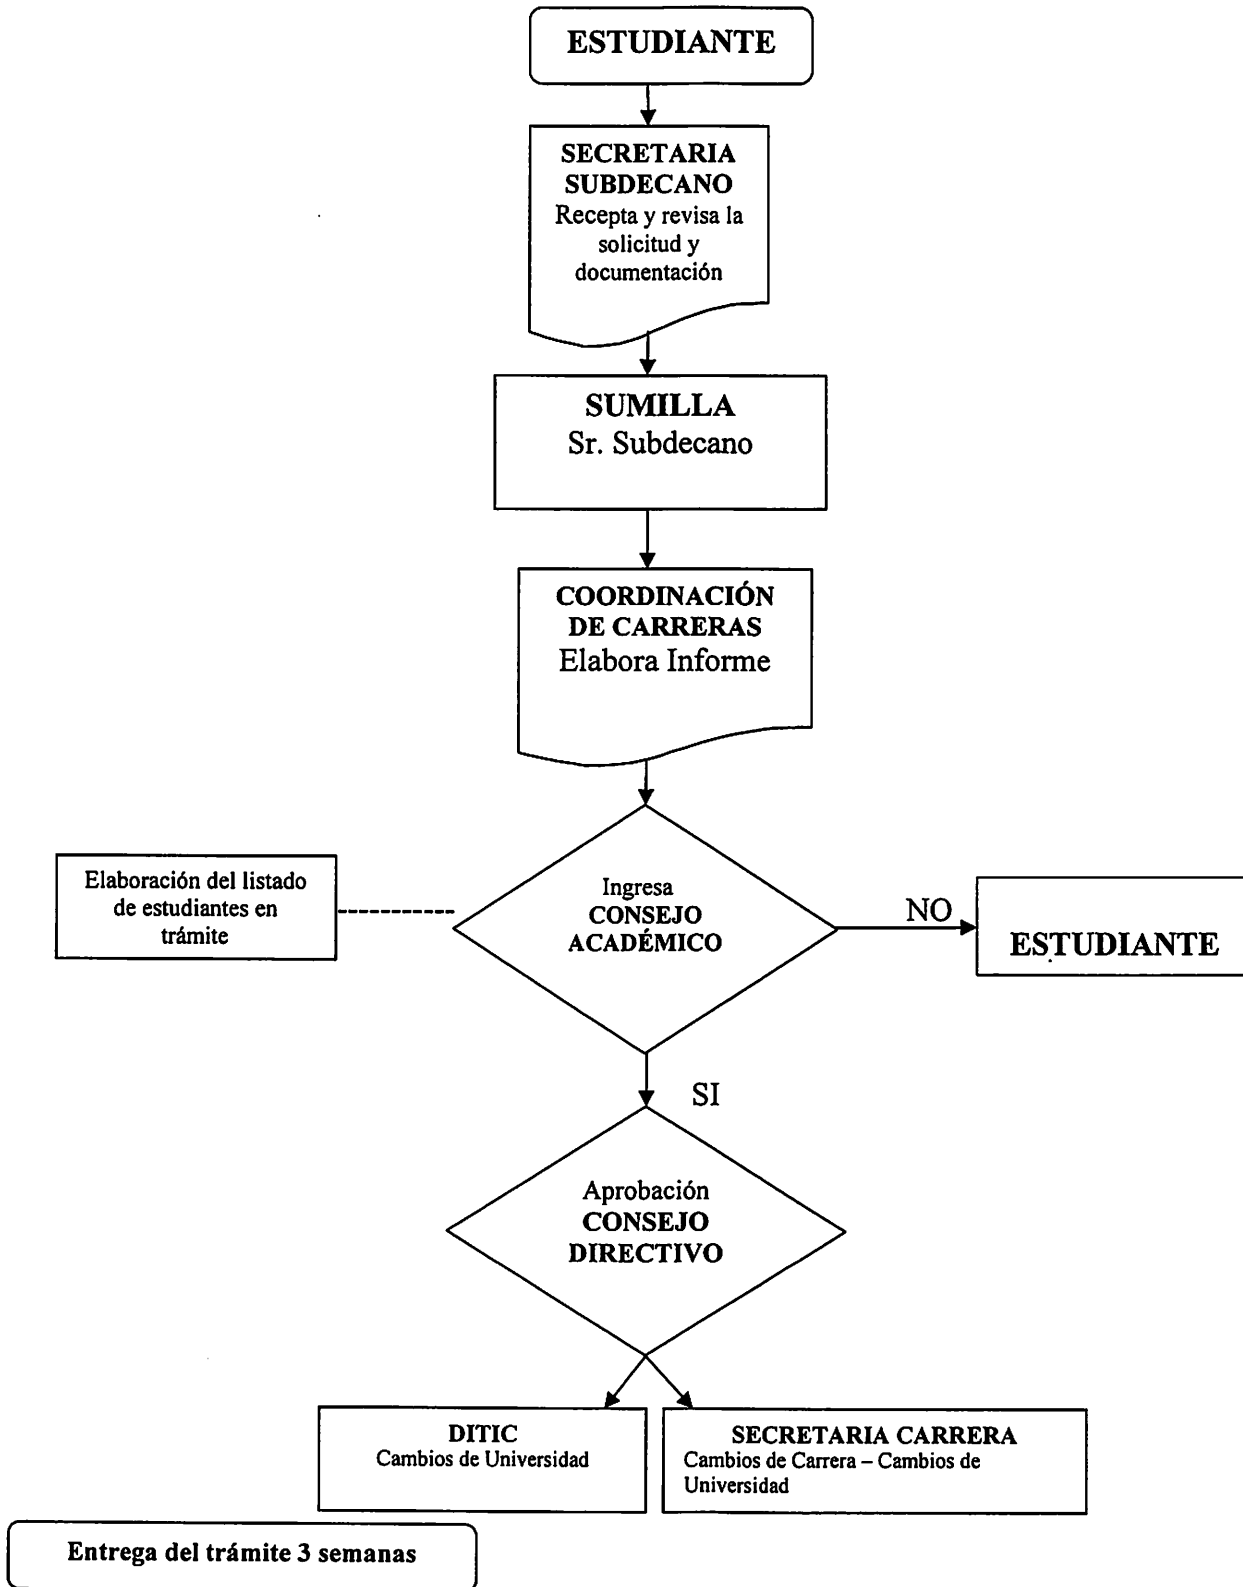 ESTUDIANTE
SECRETARIA
SUBDECANO
Recepta y revisa la
solicitud y
documentación
SUMILLA
Sr. Subdecano
COORDINACIÓN
DE CARRERAS
Elabora Informe
Elaboración del listado
de estudiantes en
trámite
Ingresa
CONSEJO
ACADÉMICO
NO
ESTUDIANTE
SI
Aprobación
CONSEJO
DIRECTIVO
DITIC
Cambios de Universidad
SECRETARIA CARRERA
Cambios de Carrera – Cambios de
Universidad
Entrega del trámite 3 semanas